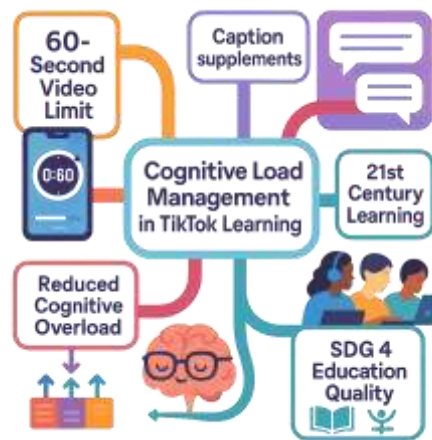 60-
Second
Video
Limit
Caption
supplements
0:60
Cognitive Load
Management
in TikTok Learning
21st
Century
Learning
Reduced
Cognitive
Overload
SDG 4
Education
Quality